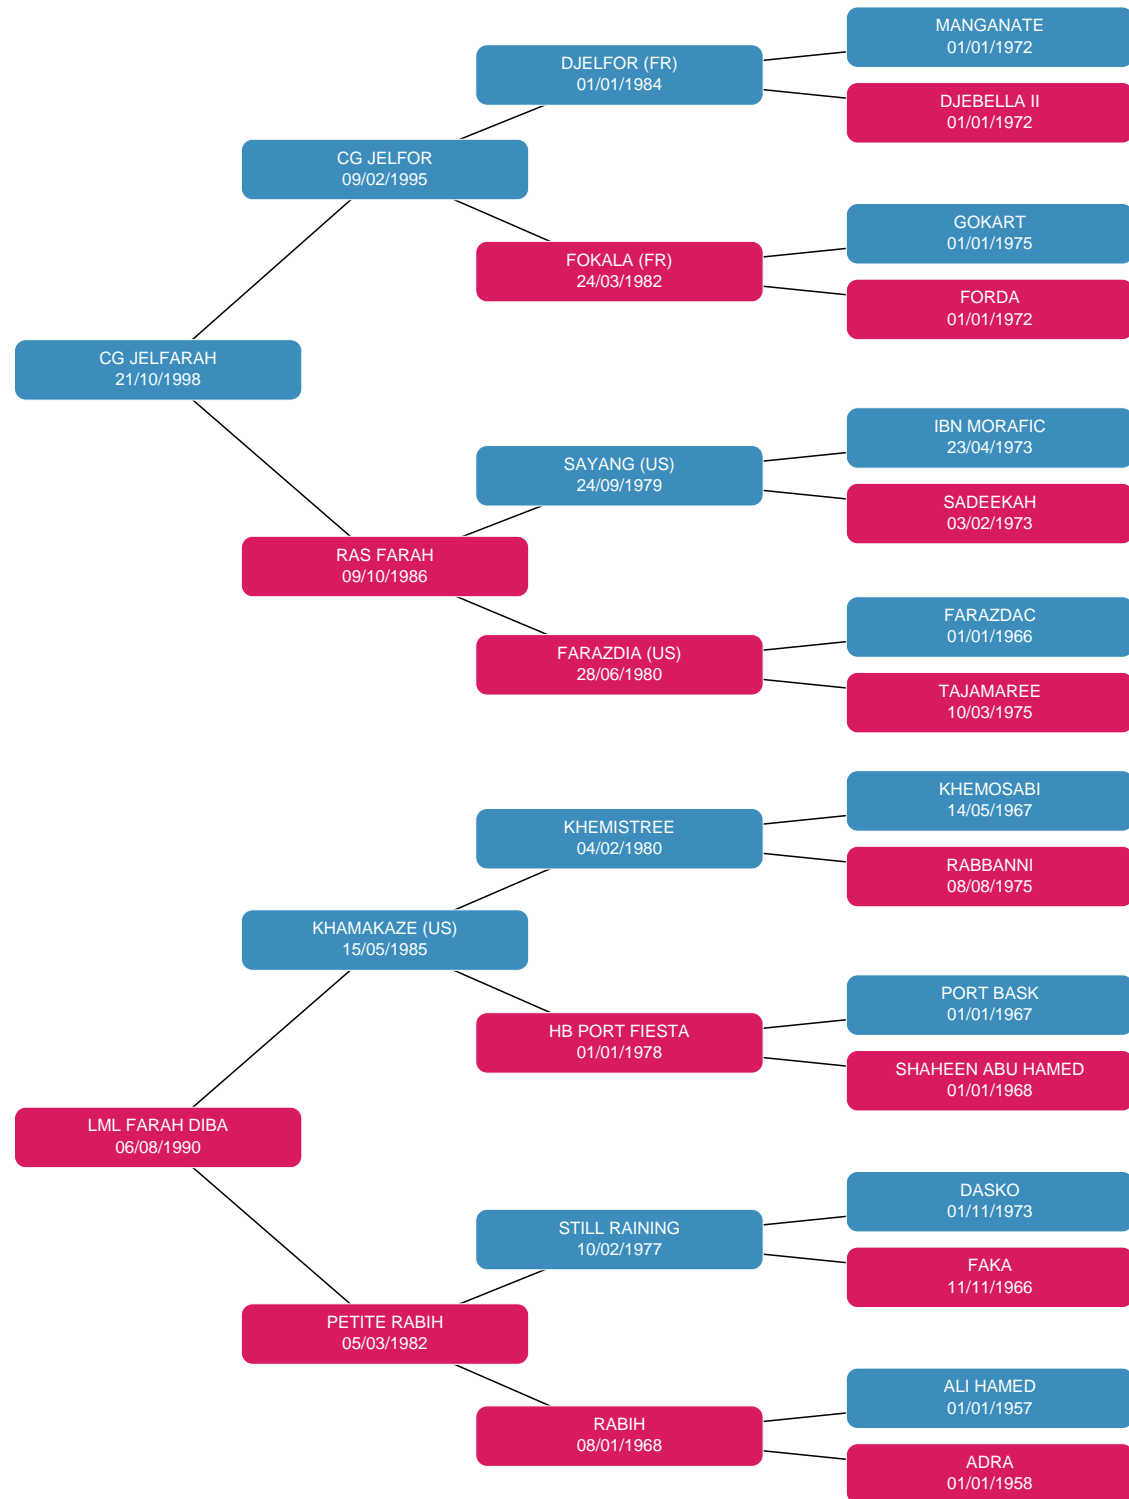 MANGANATE
01/01/1972
DJELFOR (FR)
01/01/1984
DJEBELLA II
01/01/1972
CG JELFOR
09/02/1995
GOKART
01/01/1975
FOKALA (FR)
24/03/1982
FORDA
01/01/1972
CG JELFARAH
21/10/1998
IBN MORAFIC
23/04/1973
SAYANG (US)
24/09/1979
SADEEKAH
03/02/1973
RAS FARAH
09/10/1986
FARAZDAC
01/01/1966
FARAZDIA (US)
28/06/1980
TAJAMAREE
10/03/1975
KHEMOSABI
14/05/1967
KHEMISTREE
04/02/1980
RABBANNI
08/08/1975
KHAMAKAZE (US)
15/05/1985
PORT BASK
01/01/1967
HB PORT FIESTA
01/01/1978
SHAHEEN ABU HAMED
01/01/1968
LML FARAH DIBA
06/08/1990
DASKO
01/11/1973
STILL RAINING
10/02/1977
FAKA
11/11/1966
PETITE RABIH
05/03/1982
ALI HAMED
01/01/1957
RABIH
08/01/1968
ADRA
01/01/1958